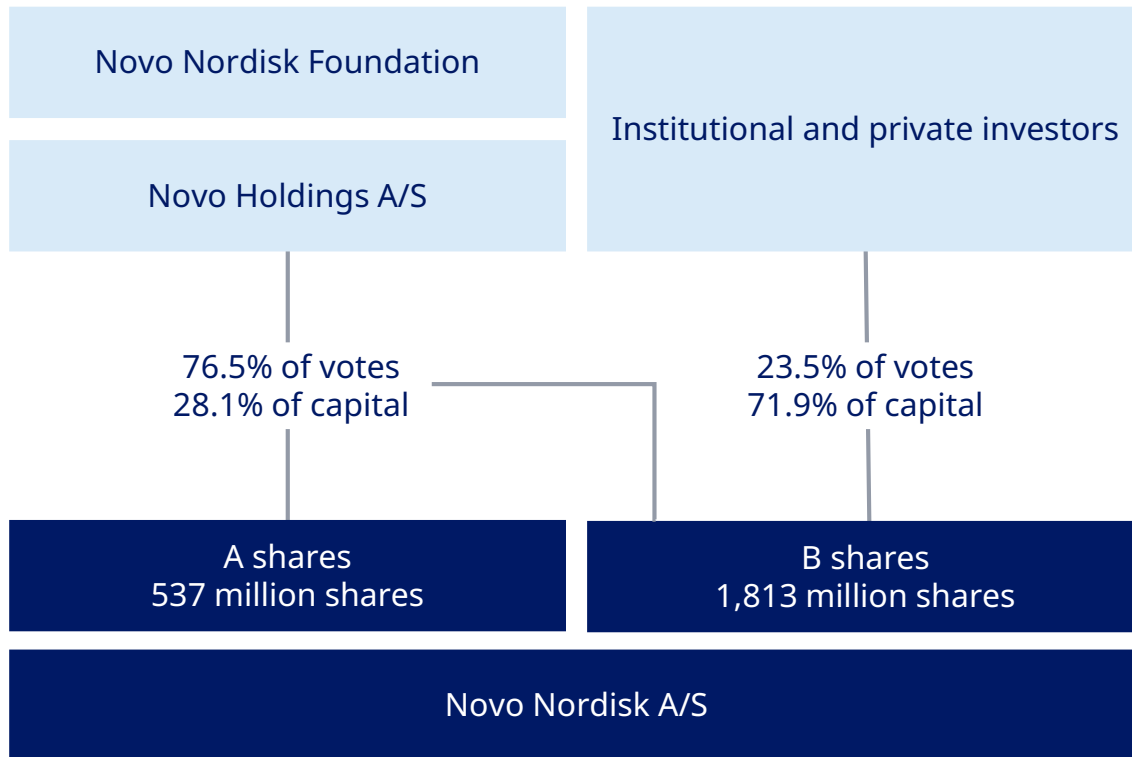 Novo Nordisk Foundation
Novo Holdings A/S
Institutional and private investors
76.5% of votes
28.1% of capital
23.5% of votes
71.9% of capital
A shares
537 million shares
B shares
1,813 million shares
Novo Nordisk A/S